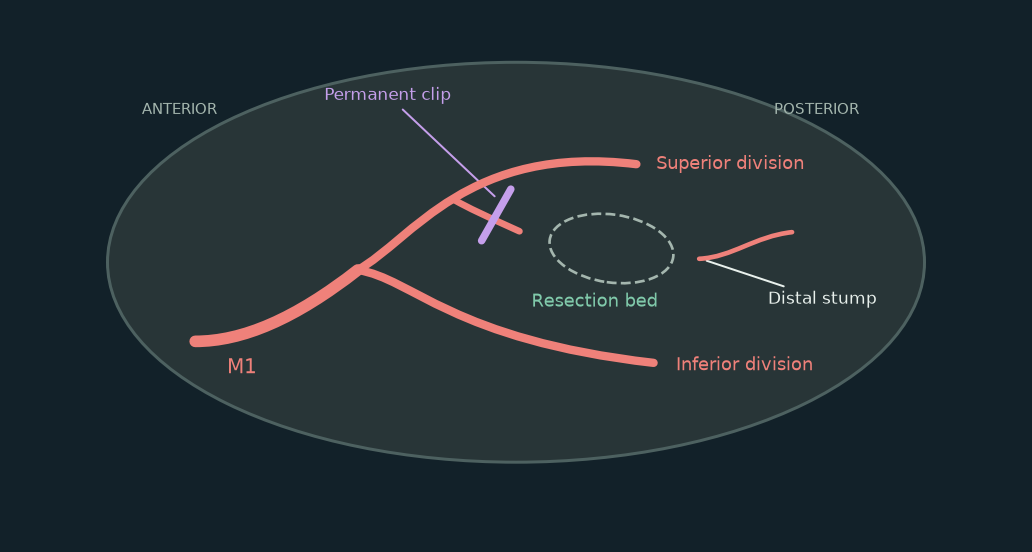 Permanent clip
ANTERIOR
POSTERIOR
Superior division
Distal stump
Resection bed
M1
Inferior division